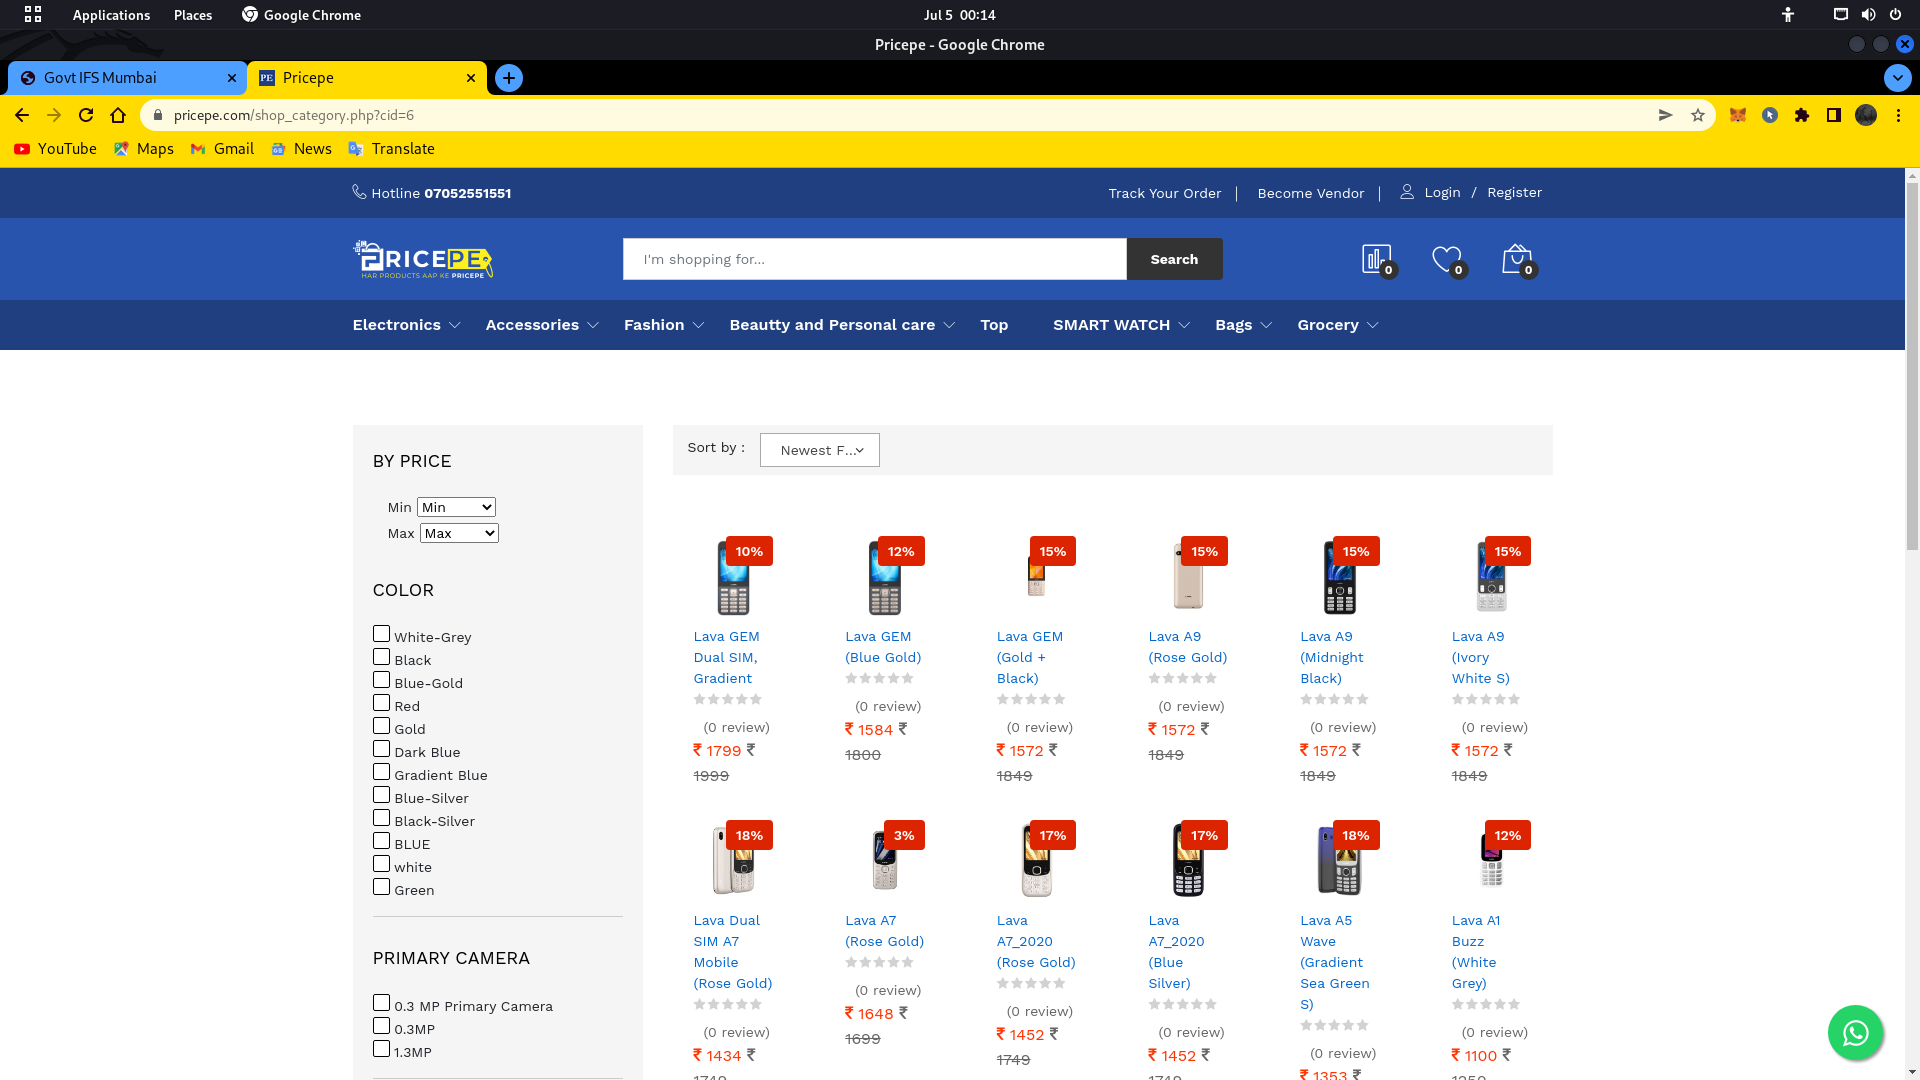 Applications Places Google Chrome Jul 5 00:14
Pricepe - Google Chrome
Govt IFS Mumbai PE Pricepe
pricepe.com/shop_category.php?cid=6
YouTube Maps Gmail News Translate
Hotline 07052551551 Track Your Order | Become Vendor | Login / Register
PRICEPE I'm shopping for... Search 0 0 0
HAR PRODUCTS AAP KE PRICEPE
Electronics Accessories Fashion Beautty and Personal care Top SMART WATCH Bags Grocery
BY PRICE
Min Min
Max Max
COLOR
White-Grey
Black
Blue-Gold
Red
Gold
Dark Blue
Gradient Blue
Blue-Silver
Black-Silver
BLUE
white
Green
PRIMARY CAMERA
0.3 MP Primary Camera
0.3MP
1.3MP
Sort by : Newest F...
10%
Lava GEM
Dual SIM,
Gradient
(0 review)
₹ 1799 ₹
1999
12%
Lava GEM
(Blue Gold)
(0 review)
₹ 1584 ₹
1800
15%
Lava GEM
(Gold +
Black)
(0 review)
₹ 1572 ₹
1849
15%
Lava A9
(Rose Gold)
(0 review)
₹ 1572 ₹
1849
15%
Lava A9
(Midnight
Black)
(0 review)
₹ 1572 ₹
1849
15%
Lava A9
(Ivory
White S)
(0 review)
₹ 1572 ₹
1849
18%
Lava Dual
SIM A7
Mobile
(Rose Gold)
(0 review)
₹ 1434 ₹
1749
3%
Lava A7
(Rose Gold)
(0 review)
₹ 1648 ₹
1699
17%
Lava
A7_2020
(Rose Gold)
(0 review)
₹ 1452 ₹
1749
17%
Lava
A7_2020
(Blue
Silver)
(0 review)
₹ 1452 ₹
1749
18%
Lava A5
Wave
(Gradient
Sea Green
S)
(0 review)
₹ 1353 ₹
12%
Lava A1
Buzz
(White
Grey)
(0 review)
₹ 1100 ₹
1250